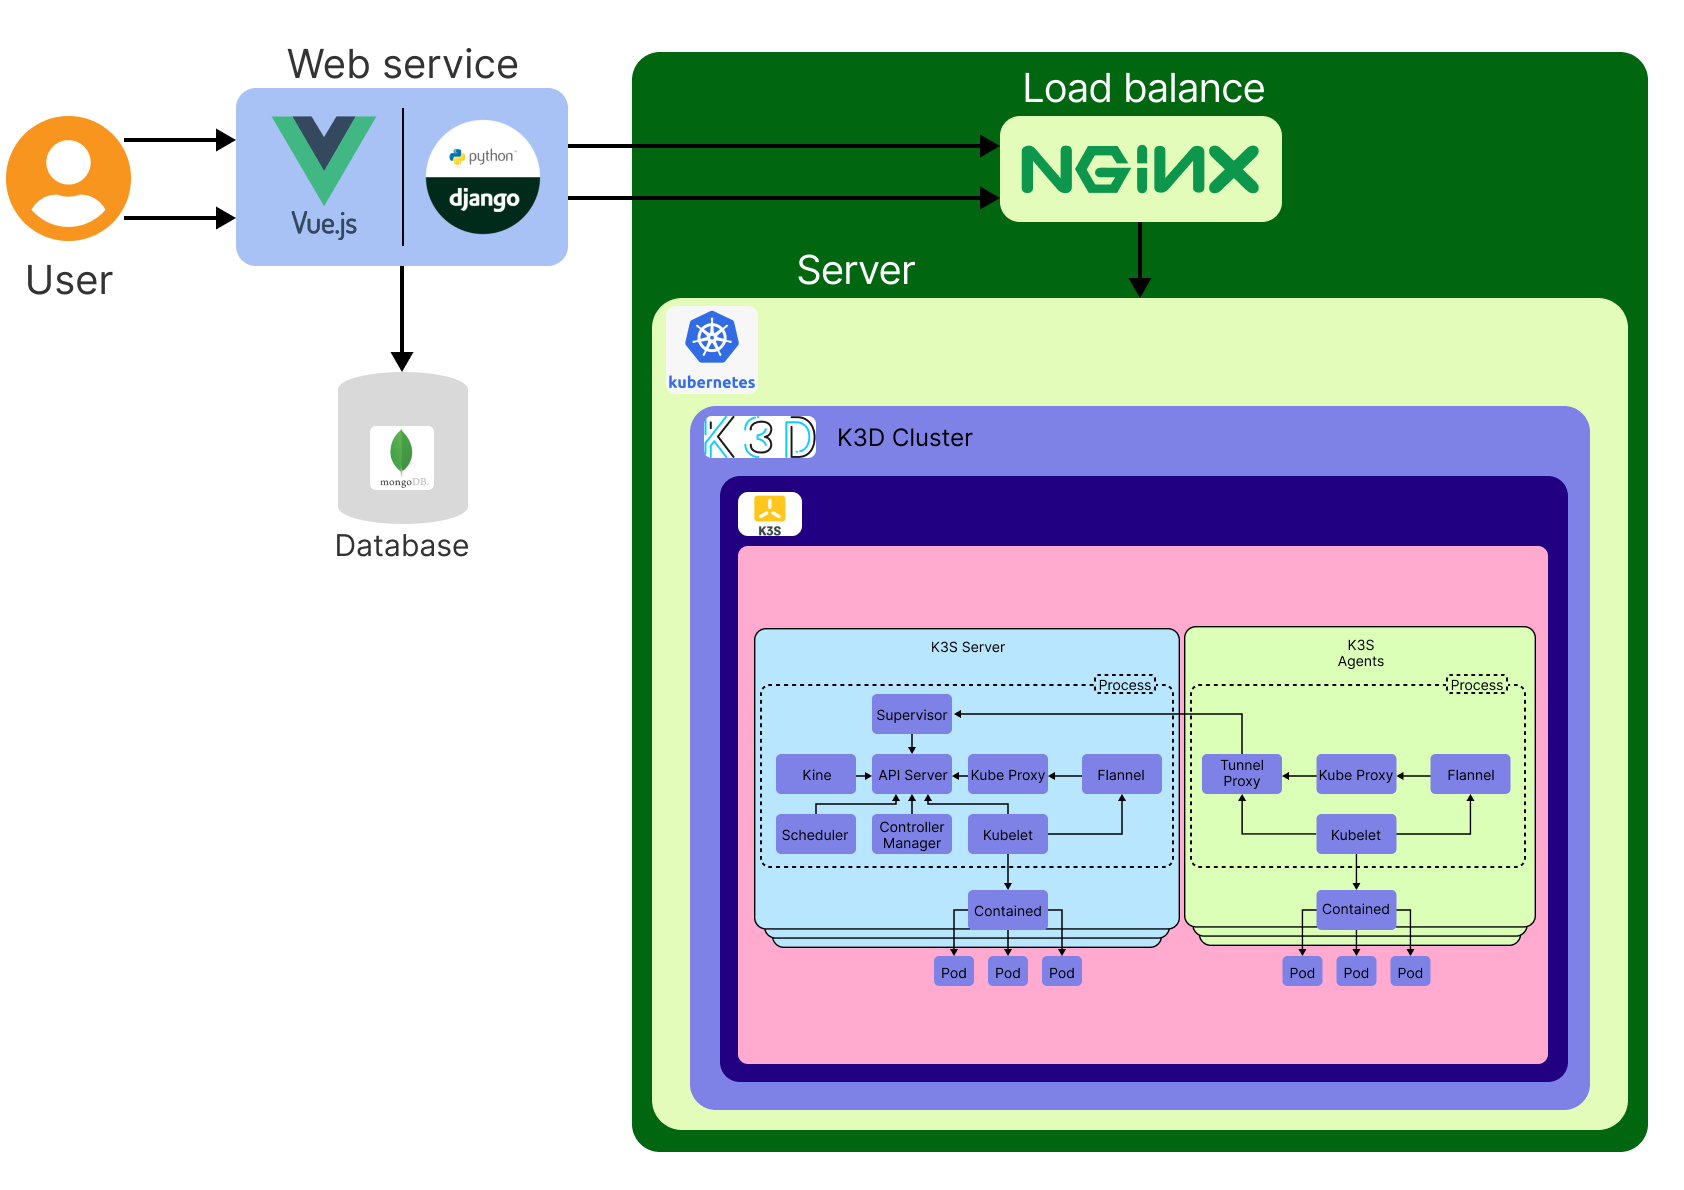 Web service
Load balance
python
django
Vue.js
NGINX
User
Server
kubernetes
mongoDB.
Database
K3D
K3D Cluster
K3S
K3S Server
Process
Supervisor
Kine
API Server
Kube Proxy
Flannel
Scheduler
Controller
Manager
Kubelet
Contained
Pod
Pod
Pod
K3S
Agents
Process
Tunnel
Proxy
Kube Proxy
Flannel
Kubelet
Contained
Pod
Pod
Pod